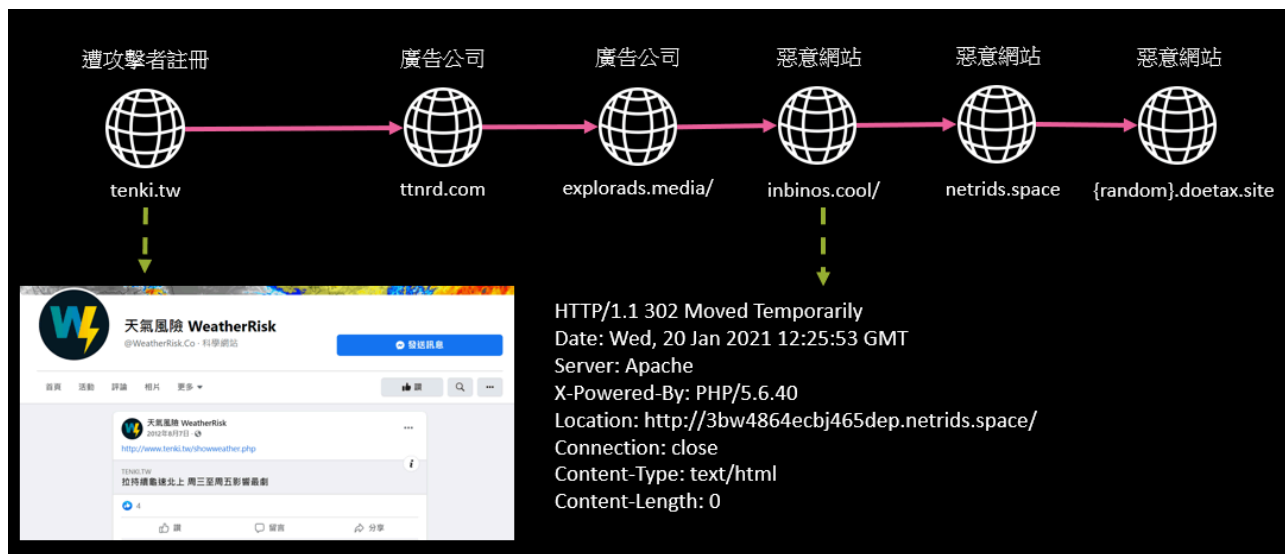 遭攻擊者註冊
廣告公司
廣告公司
惡意網站
惡意網站
惡意網站
tenki.tw
ttnrd.com
explorads.media/
inbinos.cool/
netrids.space
{random}.doetax.site
天氣風險 WeatherRisk
@WeatherRisk.Co · 科學網站
發送訊息
首頁 活動 評論 相片 更多
讚
天氣風險 WeatherRisk
2012年8月7日
http://www.tenki.tw/showweather.php
TENKI.TW
拉持續龜速北上 周三至周五影響最劇
4
讚 留言 分享
HTTP/1.1 302 Moved Temporarily
Date: Wed, 20 Jan 2021 12:25:53 GMT
Server: Apache
X-Powered-By: PHP/5.6.40
Location: http://3bw4864ecbj465dep.netrids.space/
Connection: close
Content-Type: text/html
Content-Length: 0